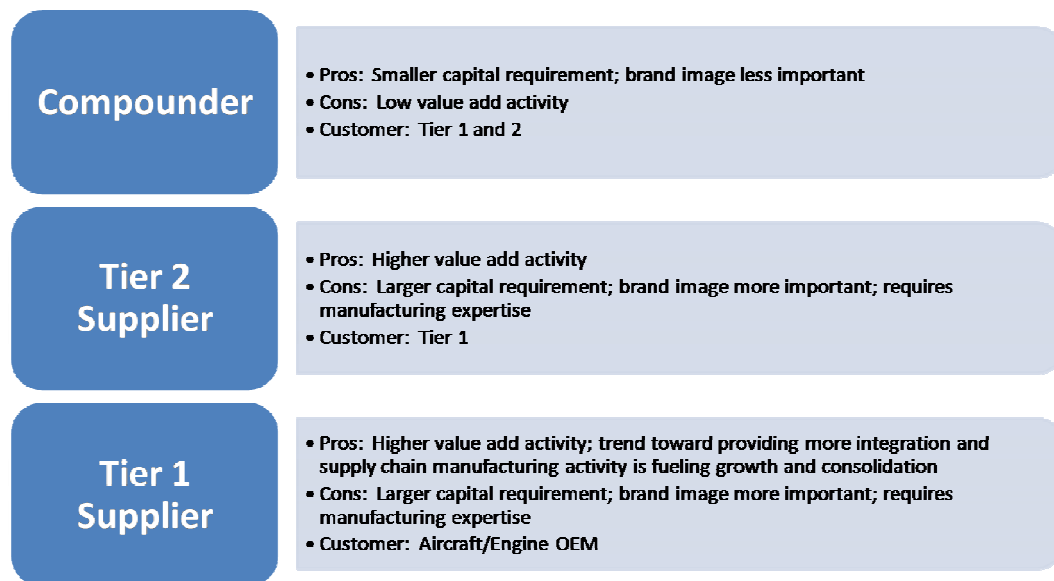 Compounder
• Pros: Smaller capital requirement; brand image less important
• Cons: Low value add activity
• Customer: Tier 1 and 2
Tier 2
Supplier
• Pros: Higher value add activity
• Cons: Larger capital requirement; brand image more important; requires
manufacturing expertise
• Customer: Tier 1
Tier 1
Supplier
• Pros: Higher value add activity; trend toward providing more integration and
supply chain manufacturing activity is fueling growth and consolidation
• Cons: Larger capital requirement; brand image more important; requires
manufacturing expertise
• Customer: Aircraft/Engine OEM